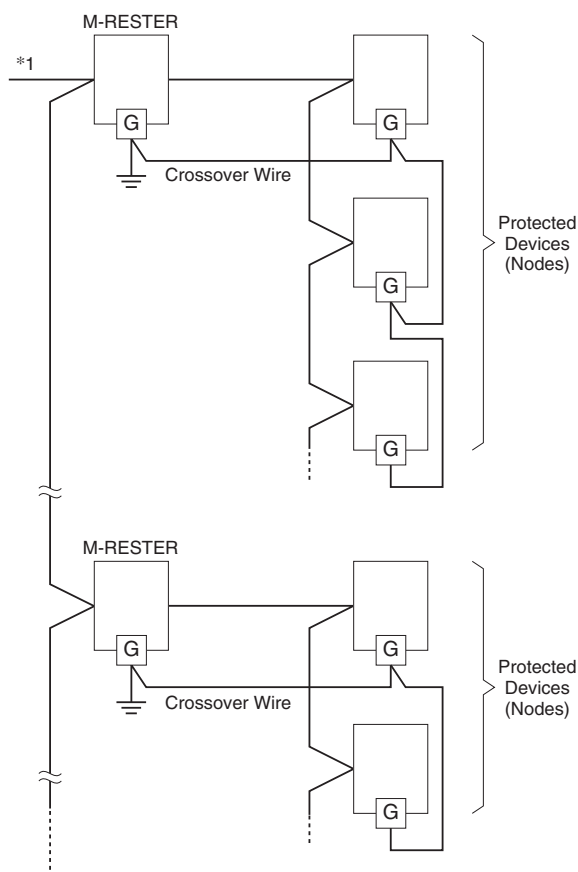 M-RESTER
*1
G
G
Crossover Wire
G
Protected
Devices
(Nodes)
G
M-RESTER
G
G
Crossover Wire
Protected
Devices
(Nodes)
G